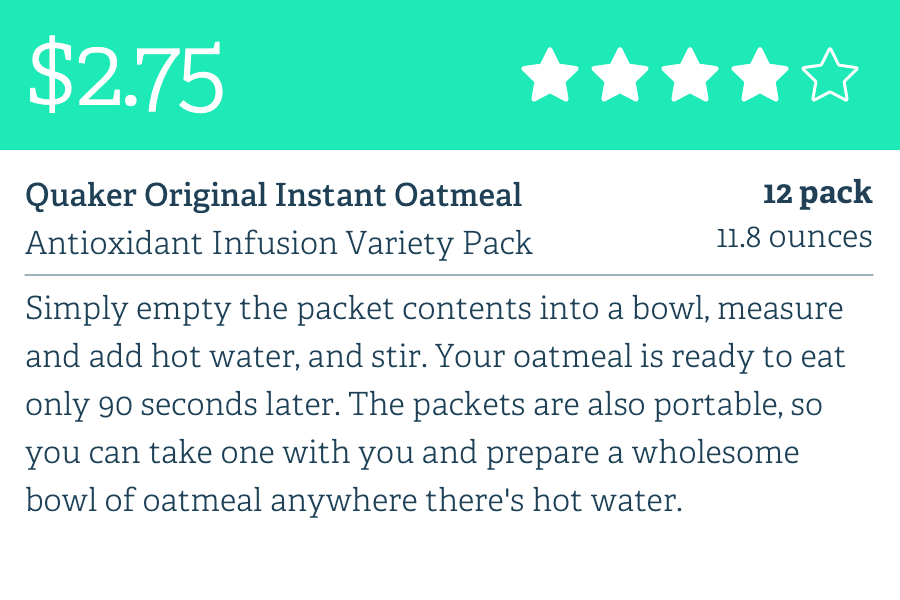 $2.75
Quaker Original Instant Oatmeal
12 pack
Antioxidant Infusion Variety Pack
11.8 ounces
Simply empty the packet contents into a bowl, measure
and add hot water, and stir. Your oatmeal is ready to eat
only 90 seconds later. The packets are also portable, so
you can take one with you and prepare a wholesome
bowl of oatmeal anywhere there's hot water.